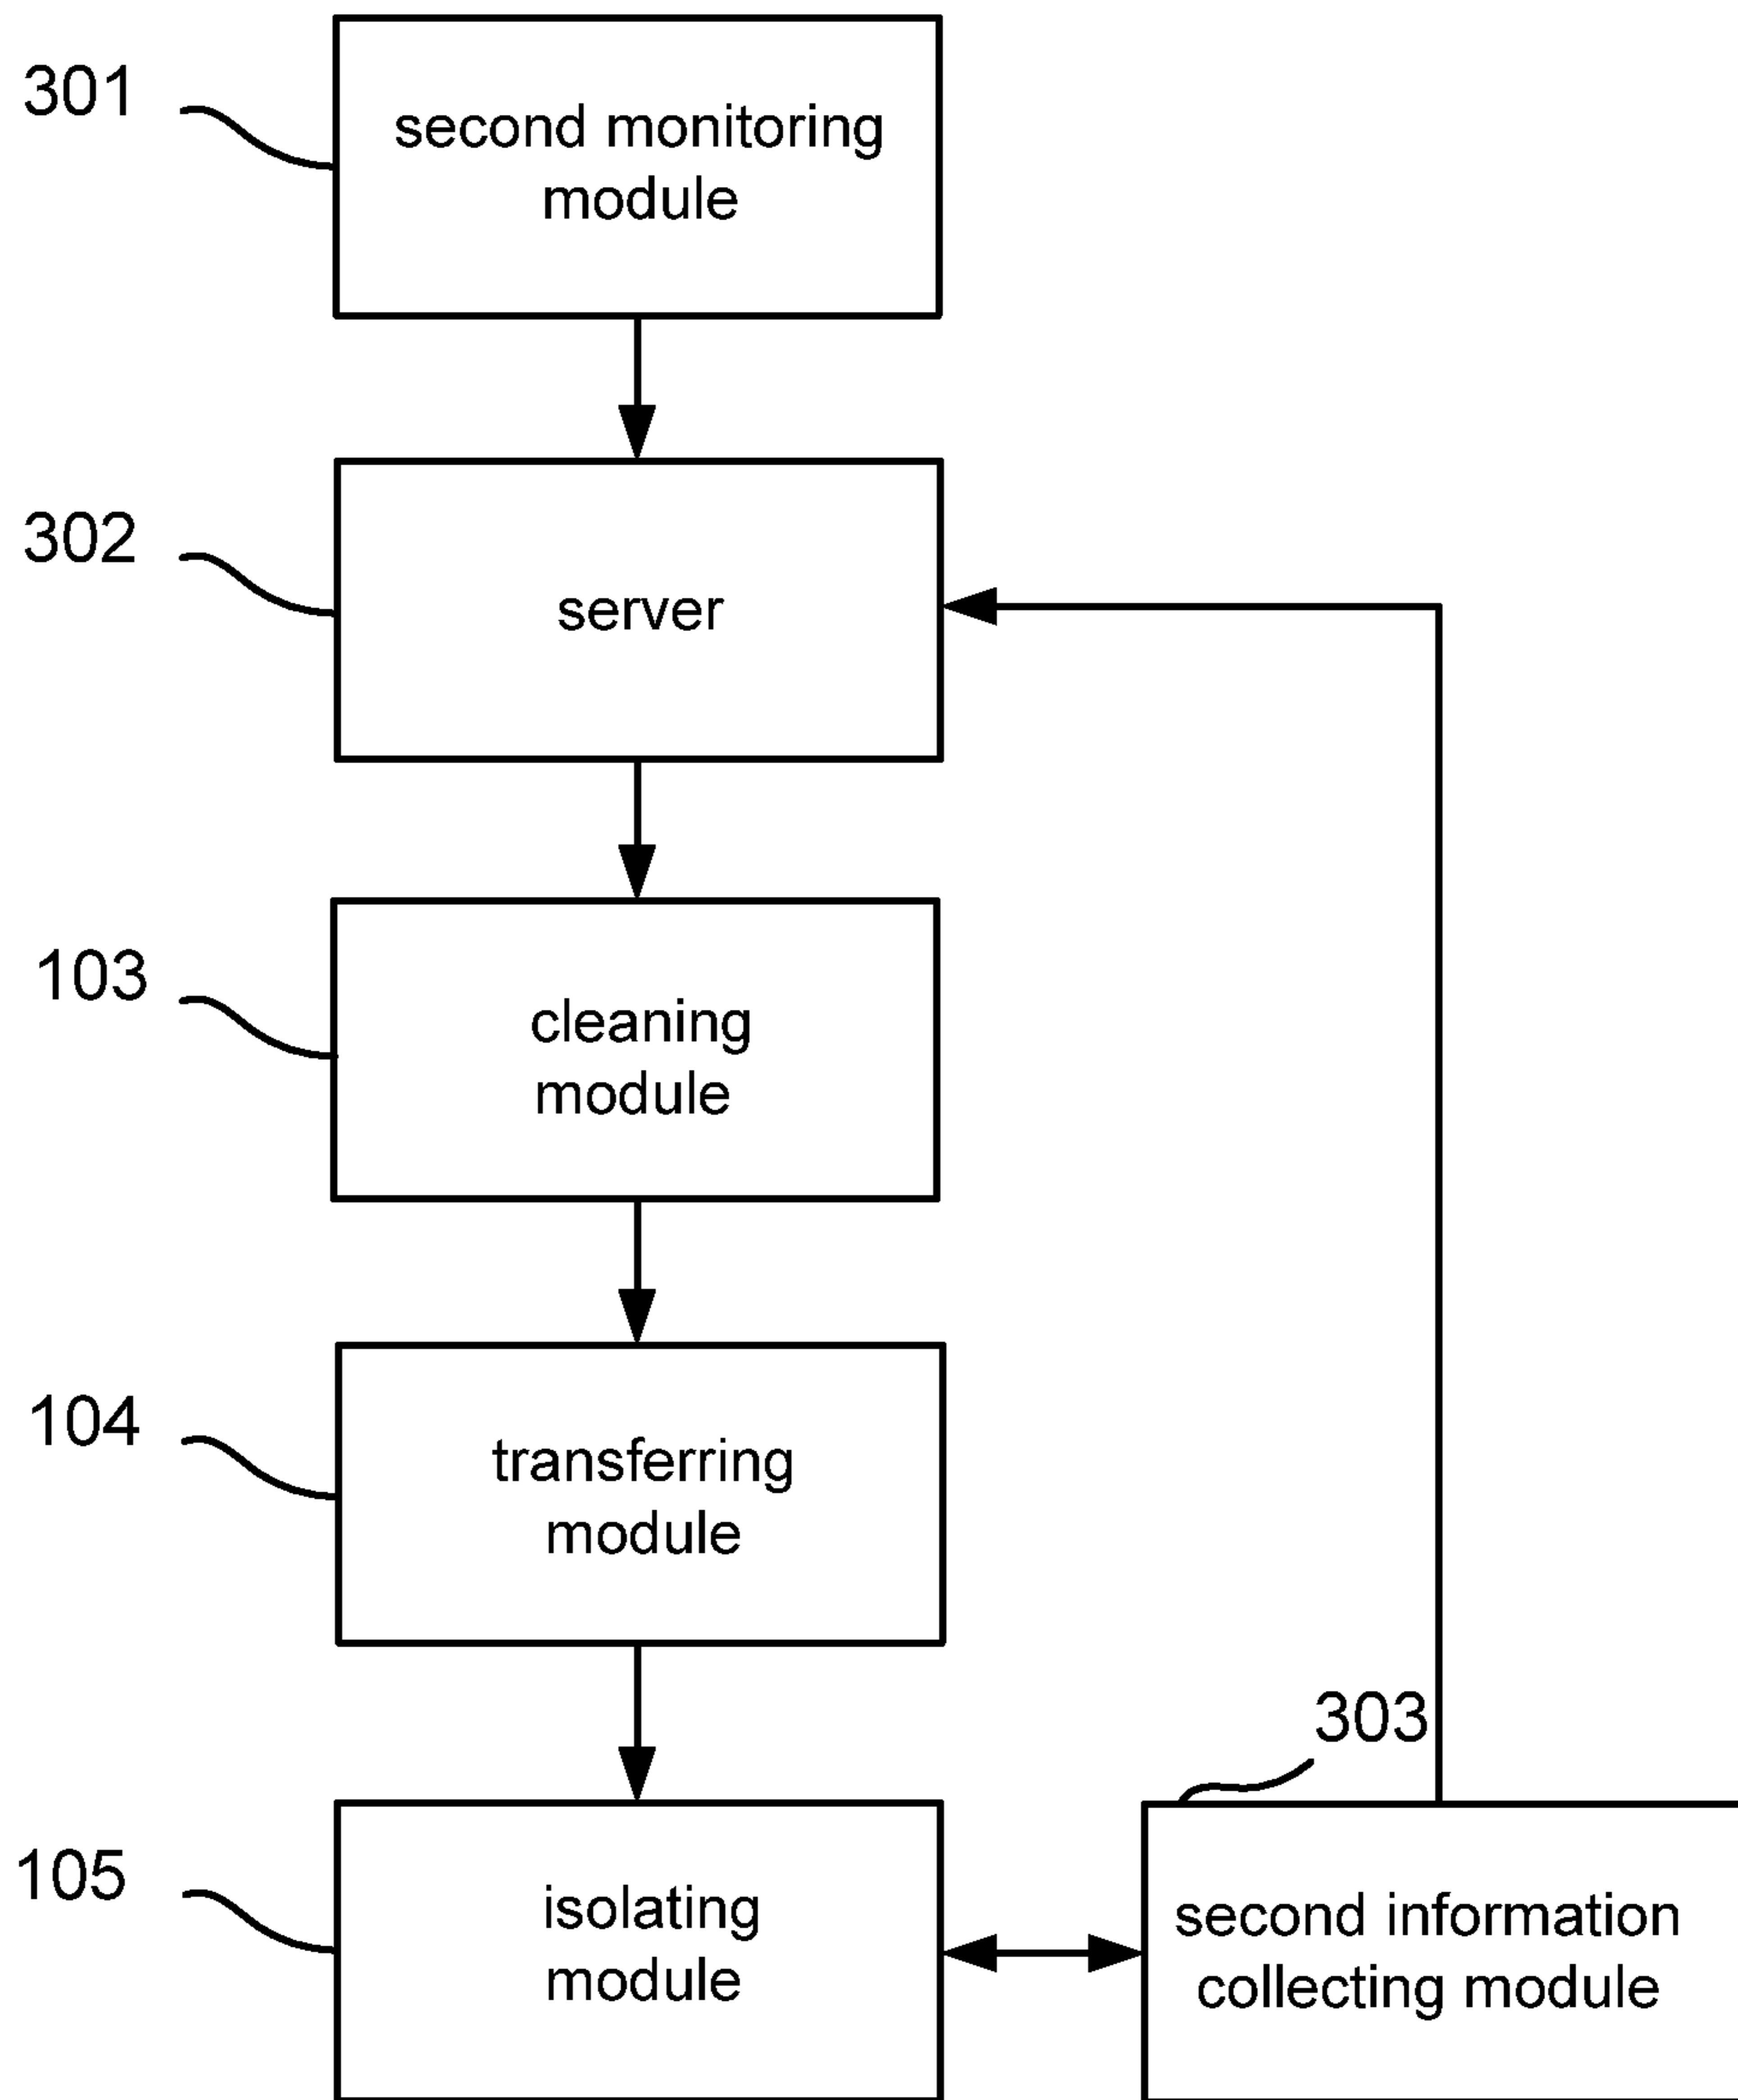 301
second monitoring
module
302
server
103
cleaning
module
104
transferring
module
303
105
isolating
module
second information
collecting module